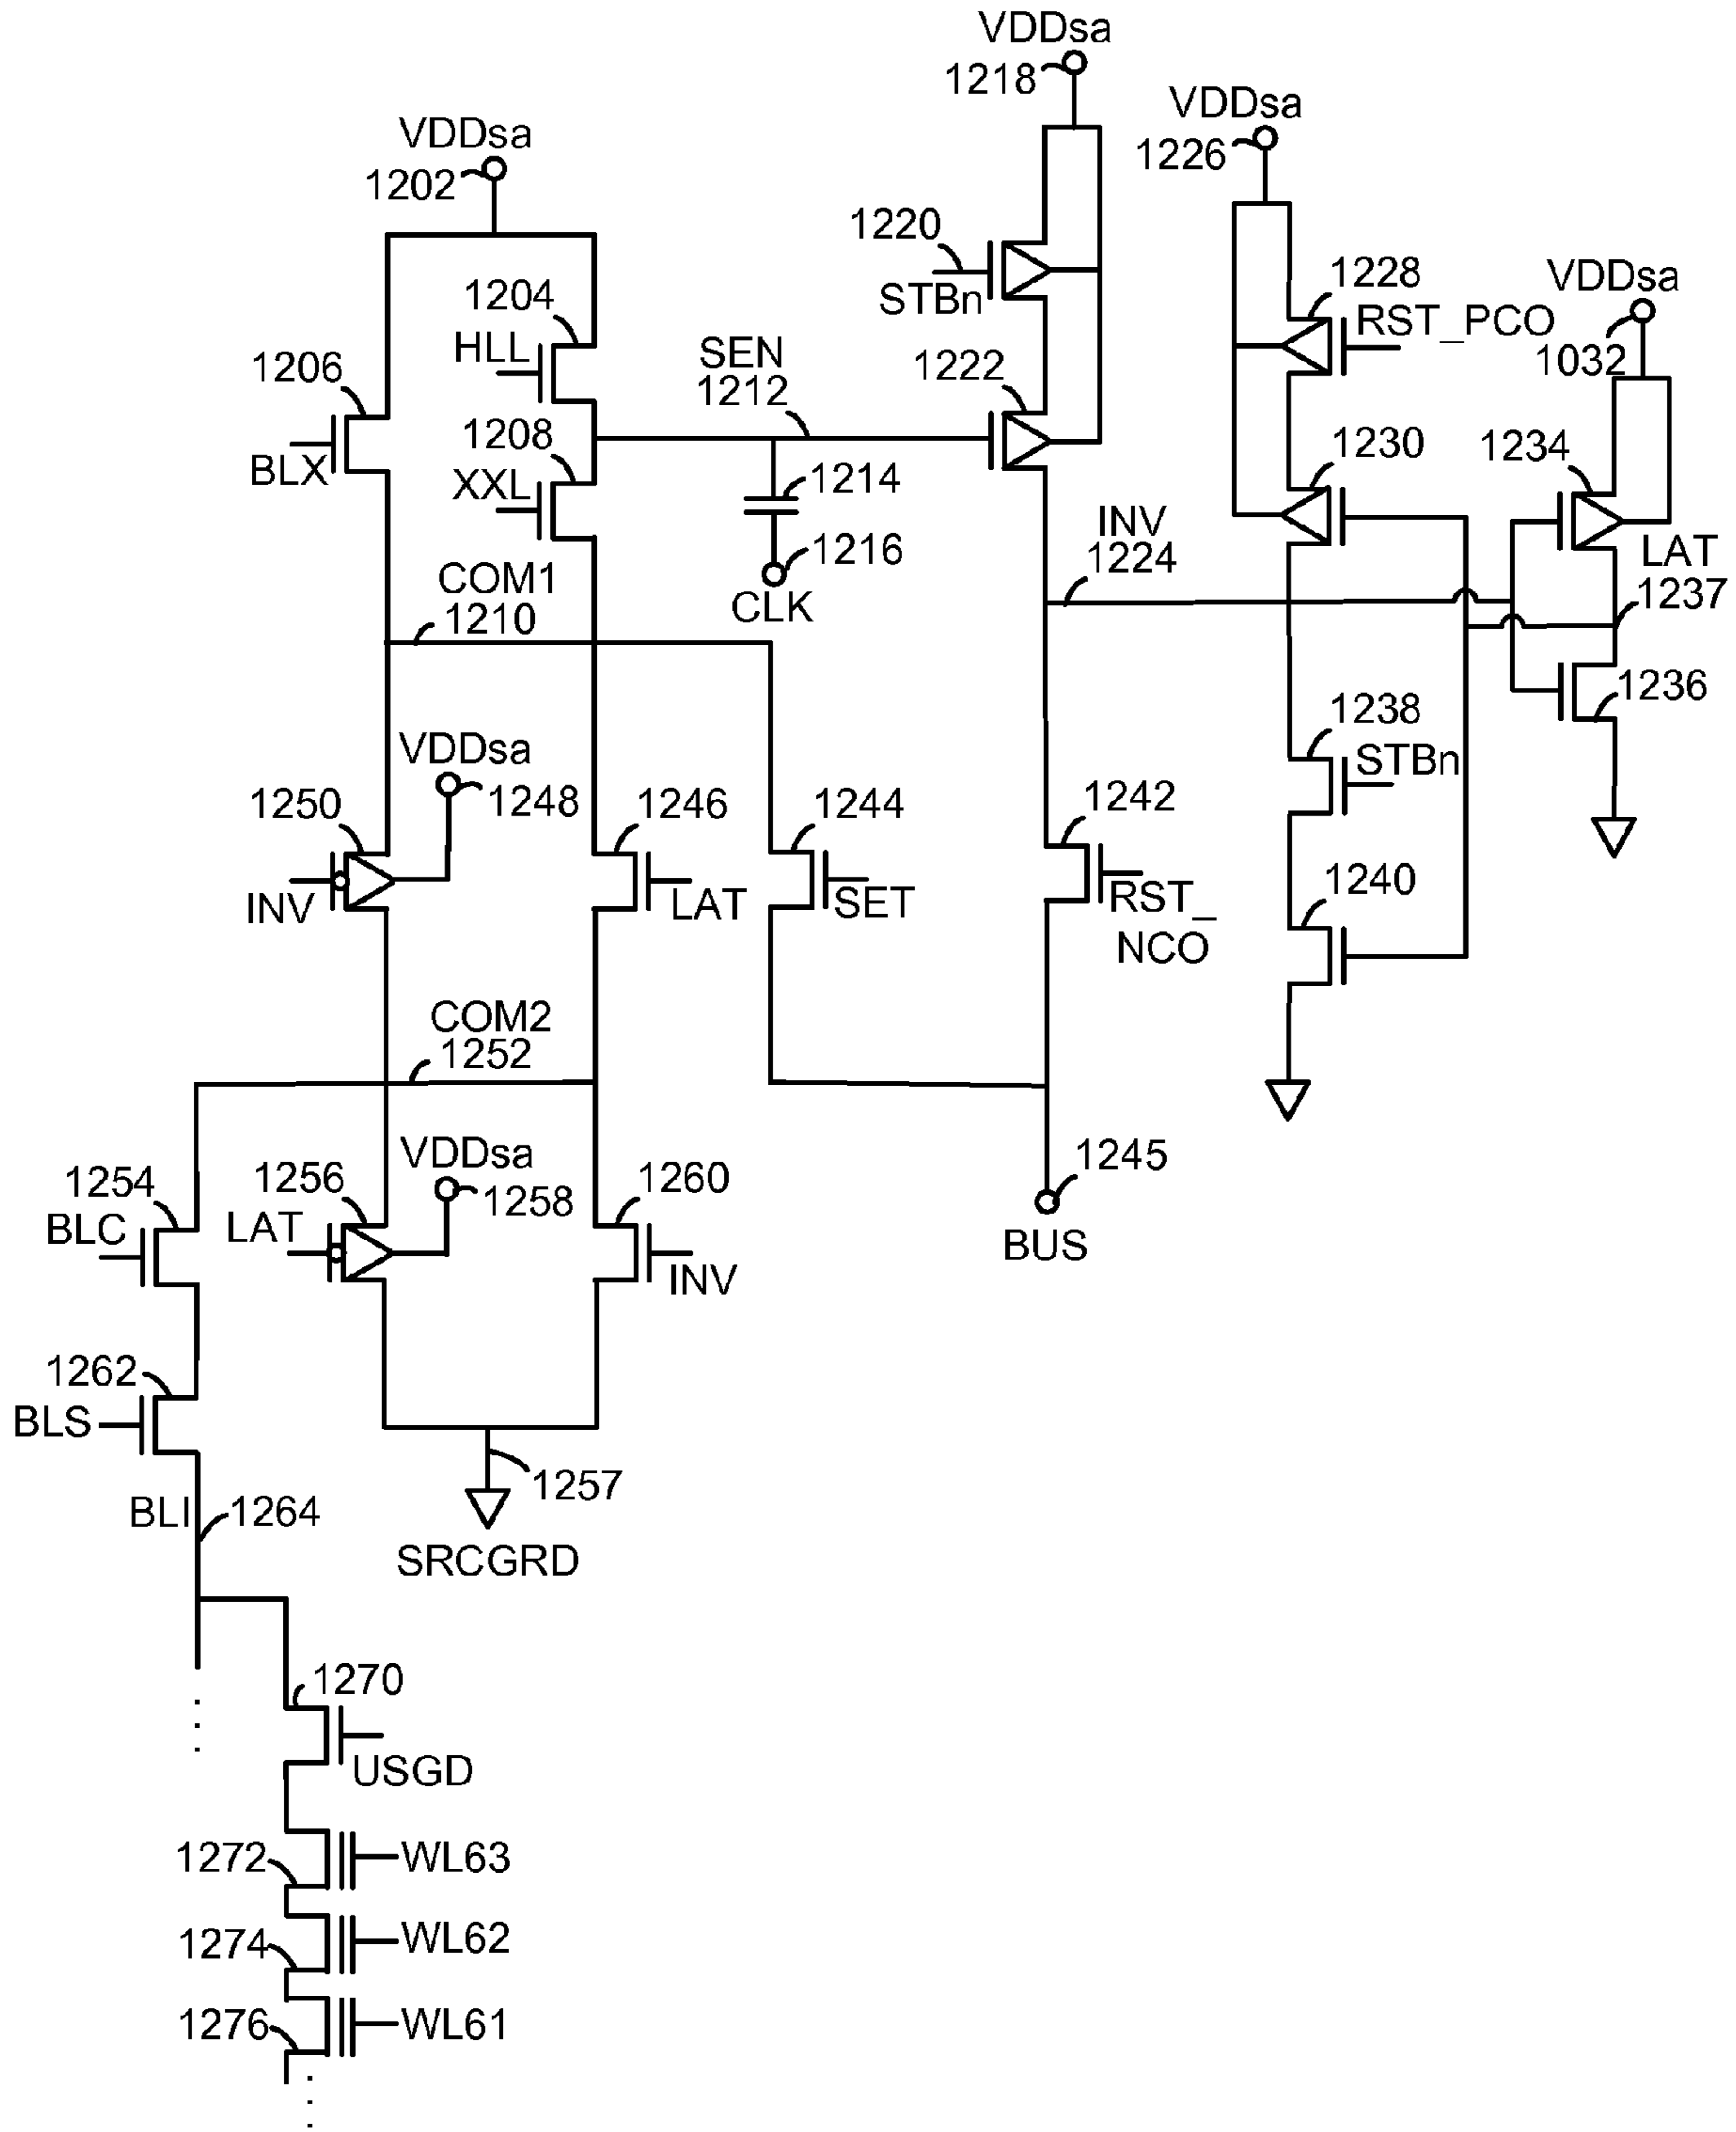 VDDsa
1218
VDDsa
1226
VDDsa
1202
1220
STBn
1204
HLL
1228
RST_PCO
VDDsa
1032
1206
BLX
SEN
1212
1222
1208
XXL
1214
1216
CLK
1230
1234
INV
1224
LAT
1237
COM1
1210
1236
1238
STBn
VDDsa
1248
1250
INV
1246
LAT
1244
SET
1242
RST_
NCO
1240
COM2
1252
VDDsa
1258
1254
BLC
1256
LAT
1260
INV
1245
BUS
1262
BLS
1257
BLI
1264
SRCGRD
1270
USGD
1272
WL63
1274
WL62
1276
WL61